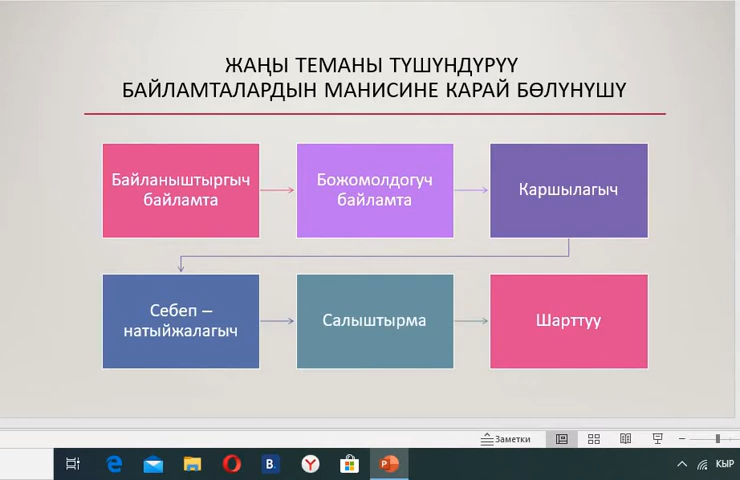 ЖАҢЫ ТЕМАНЫ ТҮШҮНДҮРҮҮ
БАЙЛАМТАЛАРДЫН МАНИСИНЕ КАРАЙ БӨЛҮНҮШҮ
Байланыштыргыч
байламта
Божомолдогуч
байламта
Каршылагыч
Себеп –
натыйжалагыч
Салыштырма
Шарттуу
Заметки
B.
КЫР